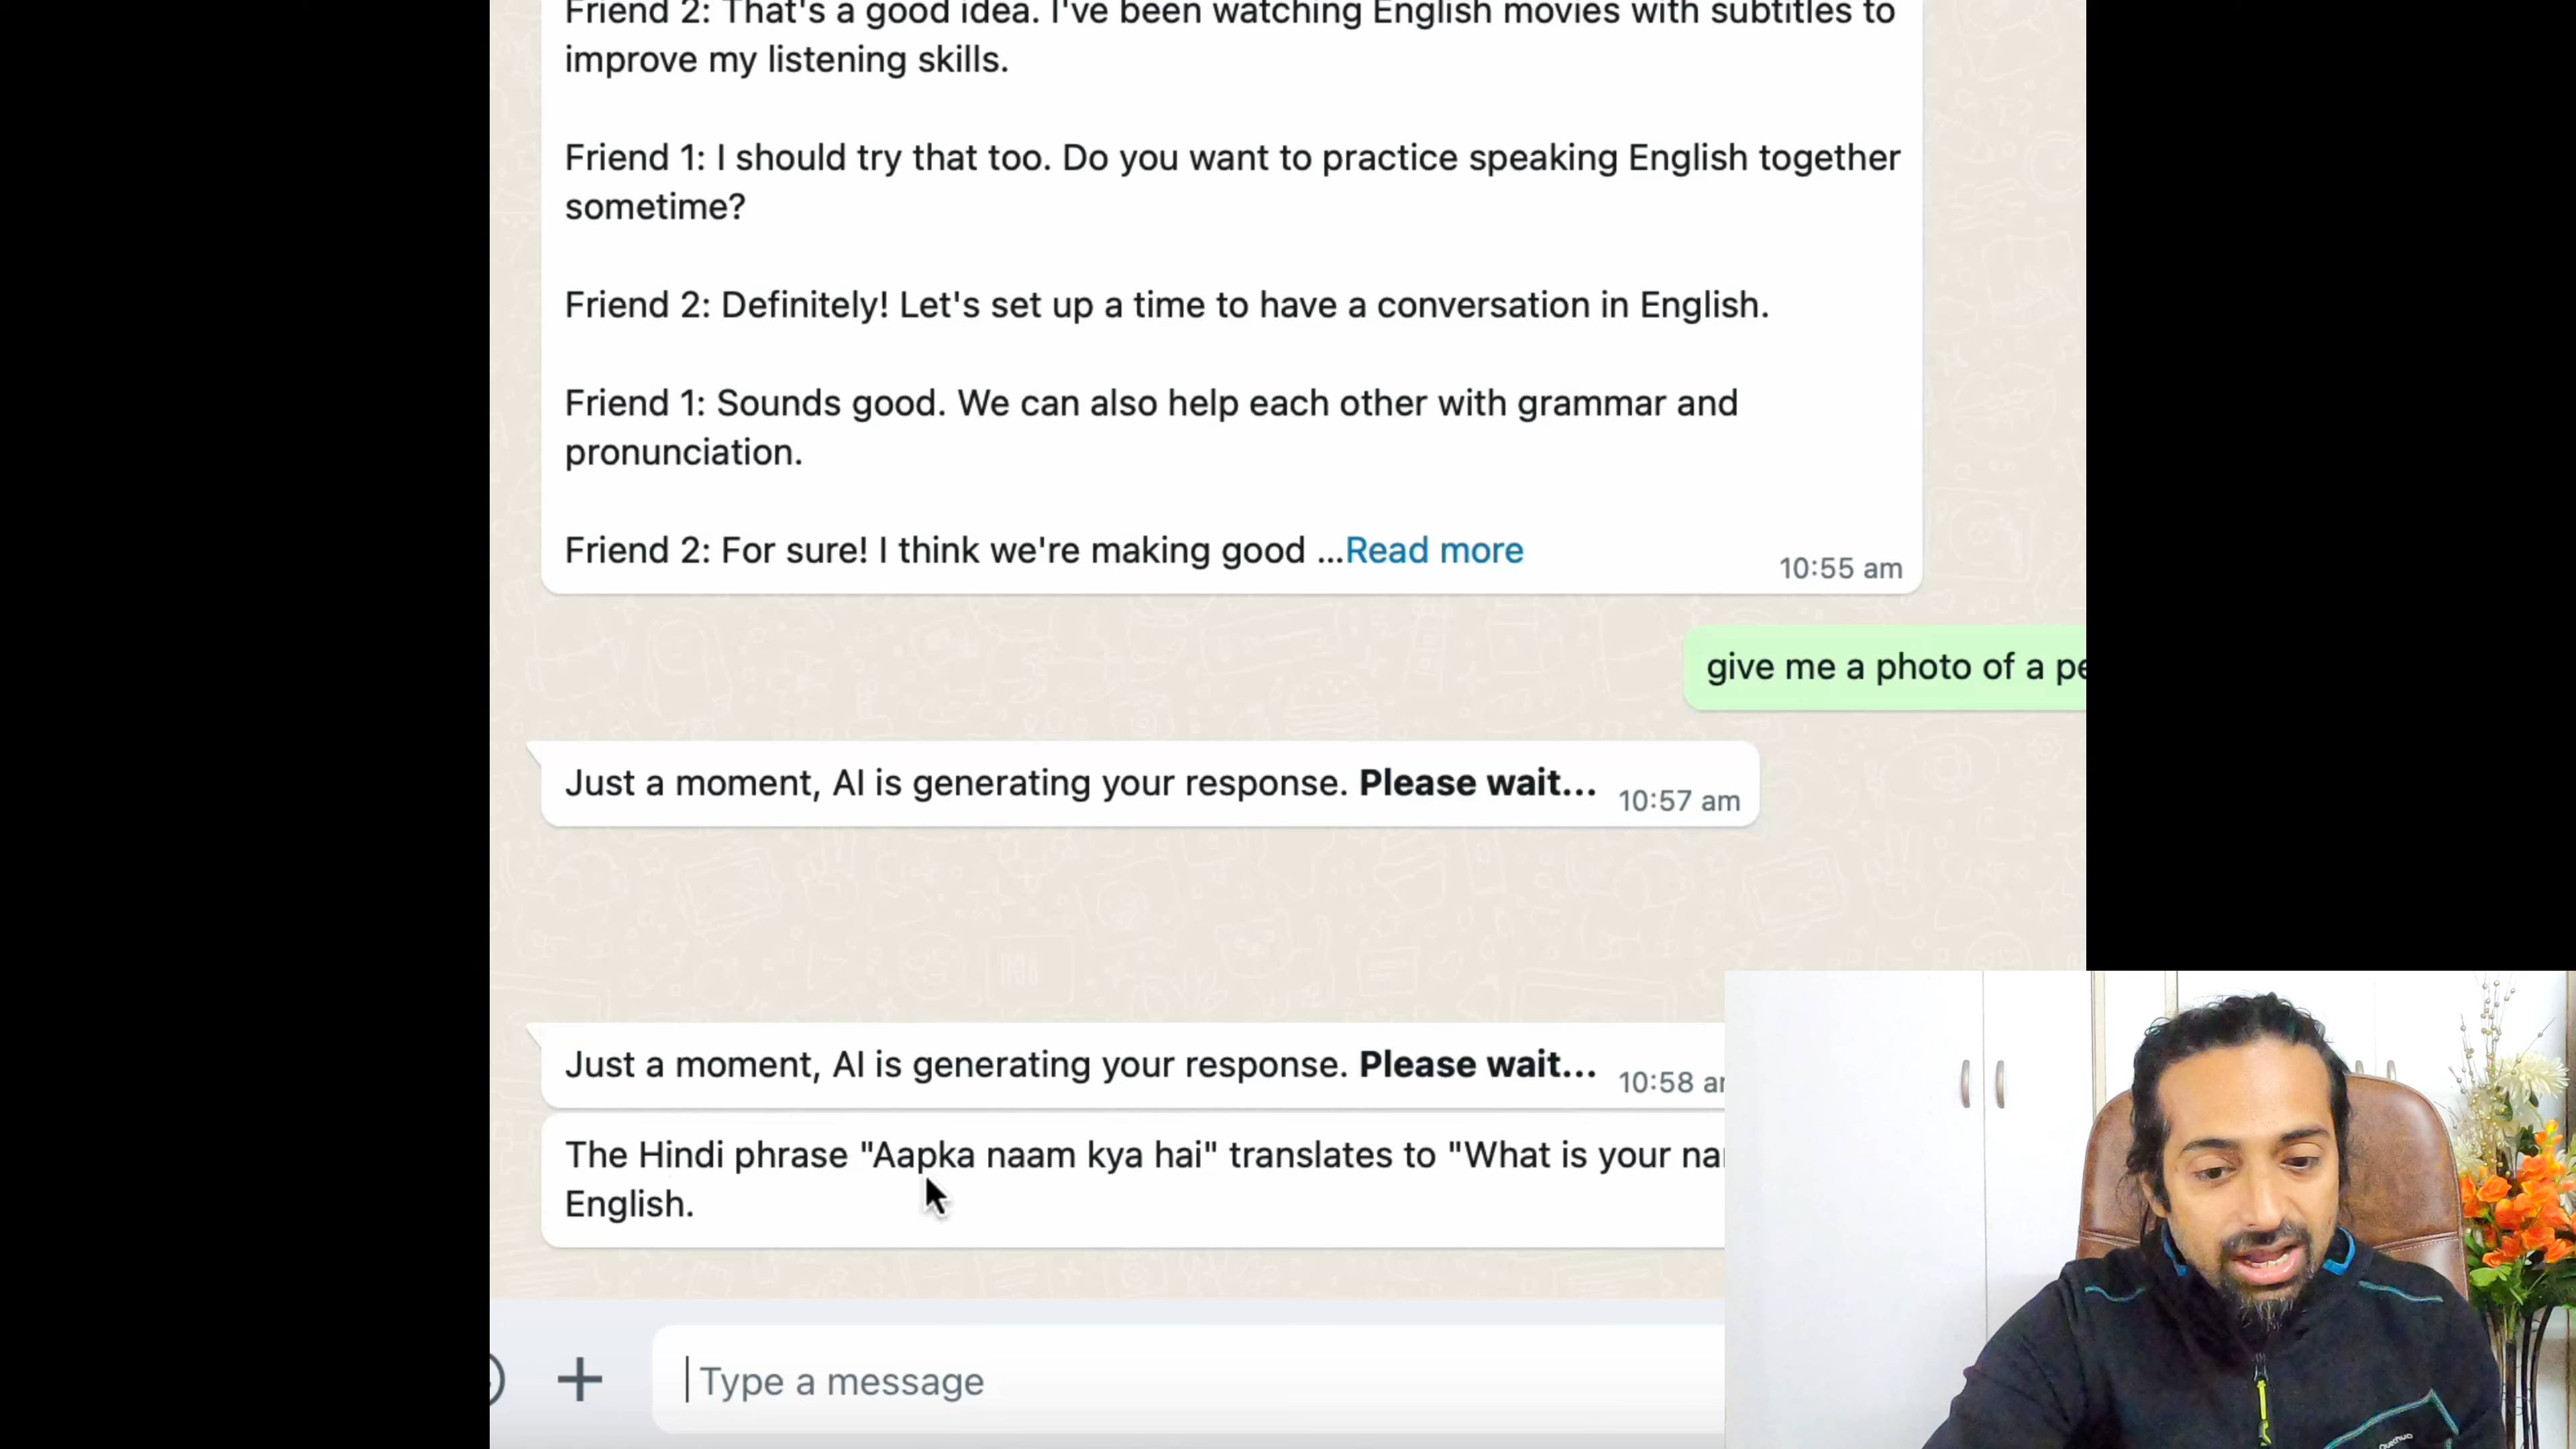 Friend 2: That's a good idea. I've been watching English movies with subtitles to
improve my listening skills.
Friend 1: I should try that too. Do you want to practice speaking English together
sometime?
Friend 2: Definitely! Let's set up a time to have a conversation in English.
Friend 1: Sounds good. We can also help each other with grammar and
pronunciation.
Friend 2: For sure! I think we're making good ...Read more
10:55 am
give me a photo of a
Just a moment, AI is generating your response. Please wait...
10:57 am
Just a moment, AI is generating your response. Please wait...
10:58
The Hindi phrase "Aapka naam kya hai" translates to "What is your
English.
Type a message